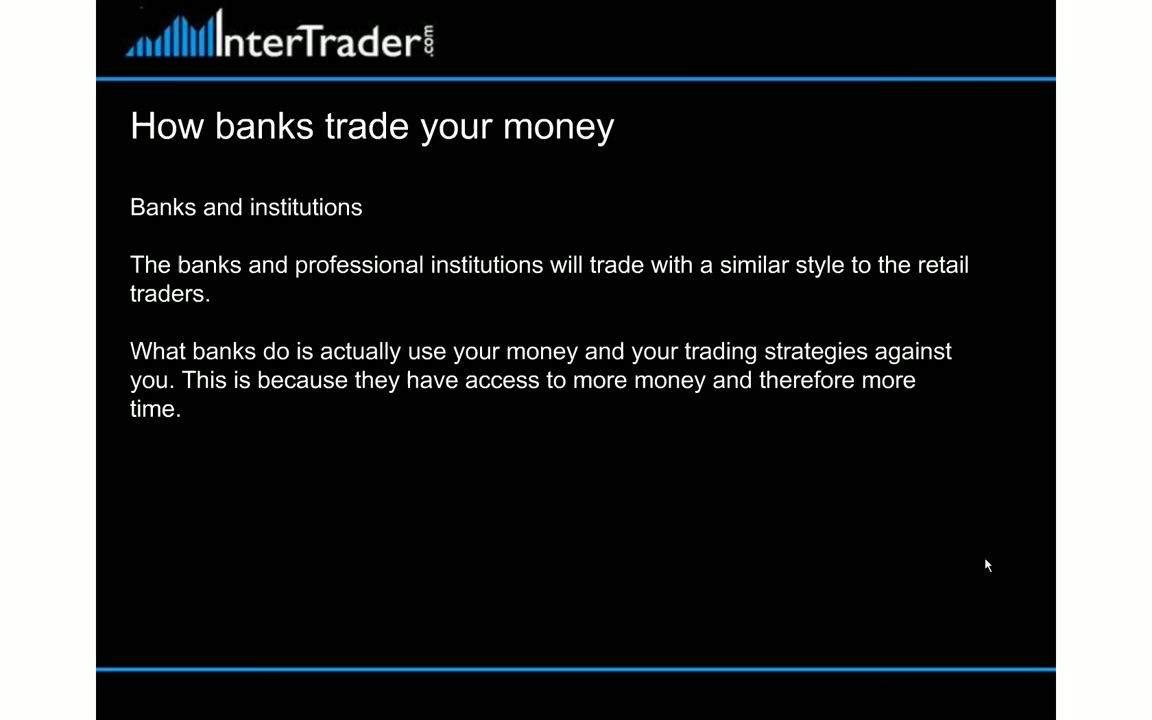 InterTrader.com
How banks trade your money
Banks and institutions
The banks and professional institutions will trade with a similar style to the retail
traders.
What banks do is actually use your money and your trading strategies against
you. This is because they have access to more money and therefore more
time.